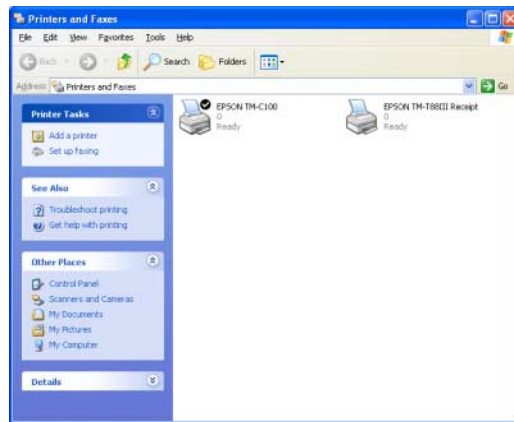 Printers and Faxes
File Edit View Favorites Tools Help
Back Search Folders
Address Printers and Faxes Go
Printer Tasks
Add a printer
Set up faxing
See Also
Troubleshoot printing
Get help with printing
Other Places
Control Panel
Scanners and Cameras
My Documents
My Pictures
My Computer
Details
EPSON TM-C100
0
Ready
EPSON TM-T88III Receipt
0
Ready